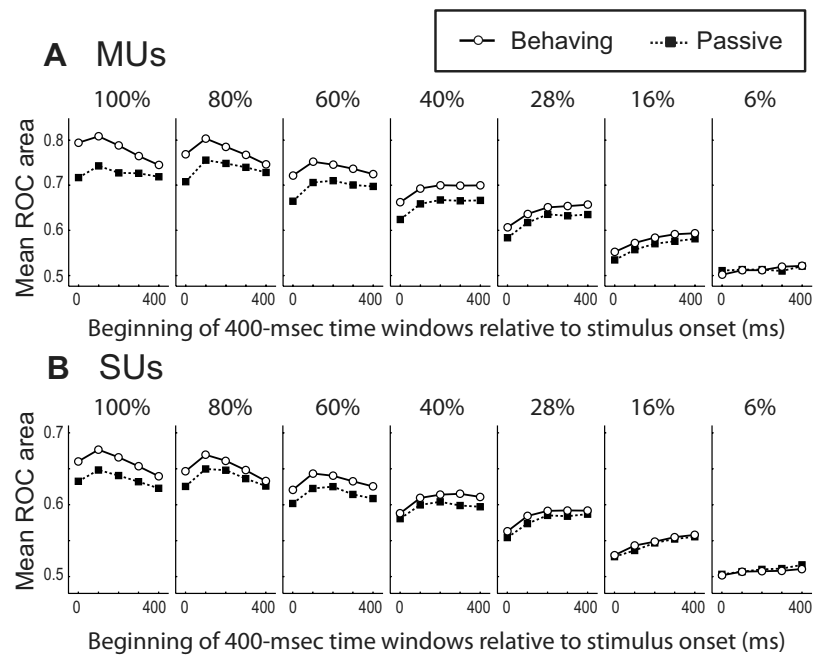 Behaving Passive
A MUs
100% 80% 60% 40% 28% 16% 6%
0.8
0.7
0.6
0.5
Mean ROC area
0 400 0 400 0 400 0 400 0 400 0 400 0 400
Beginning of 400-msec time windows relative to stimulus onset (ms)
B SUs
100% 80% 60% 40% 28% 16% 6%
0.7
0.6
0.5
Mean ROC area
0 400 0 400 0 400 0 400 0 400 0 400 0 400
Beginning of 400-msec time windows relative to stimulus onset (ms)